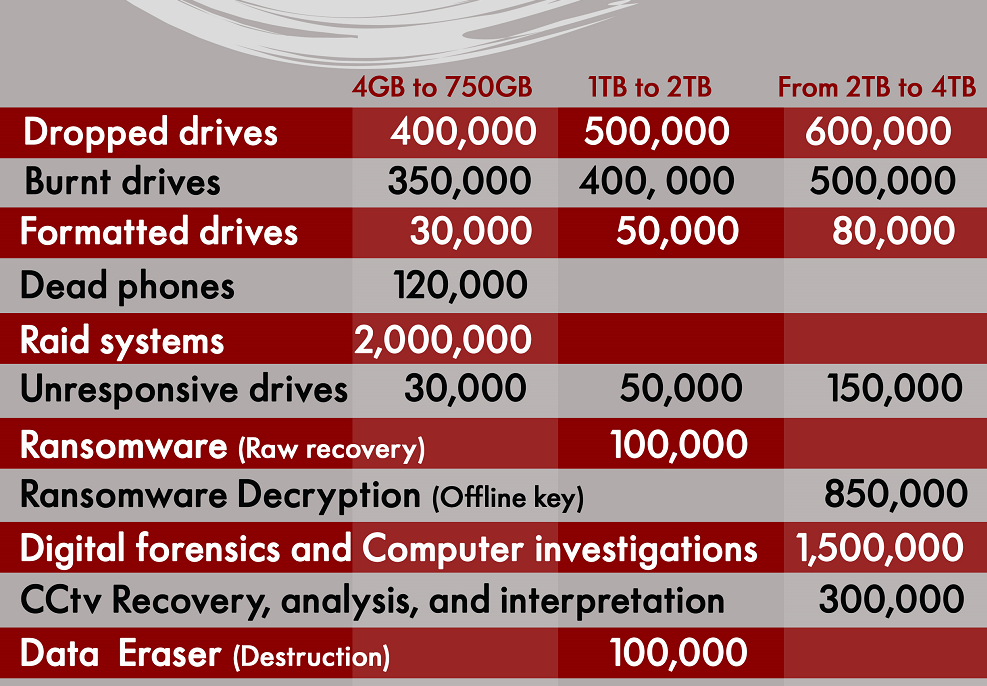 4GB to 750GB 1TB to 2TB From 2TB to 4TB
Dropped drives 400,000 500,000 600,000
Burnt drives 350,000 400, 000 500,000
Formatted drives 30,000 50,000 80,000
Dead phones 120,000
Raid systems 2,000,000
Unresponsive drives 30,000 50,000 150,000
Ransomware (Raw recovery) 100,000
Ransomware Decryption (Offline key) 850,000
Digital forensics and Computer investigations 1,500,000
CCtv Recovery, analysis, and interpretation 300,000
Data Eraser (Destruction) 100,000